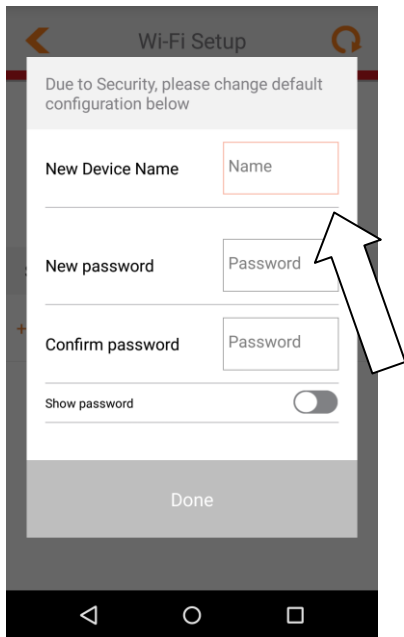 Wi-Fi Setup
Due to Security, please change default
configuration below
New Device Name
Name
New password
Password
Confirm password
Password
Show password
Done